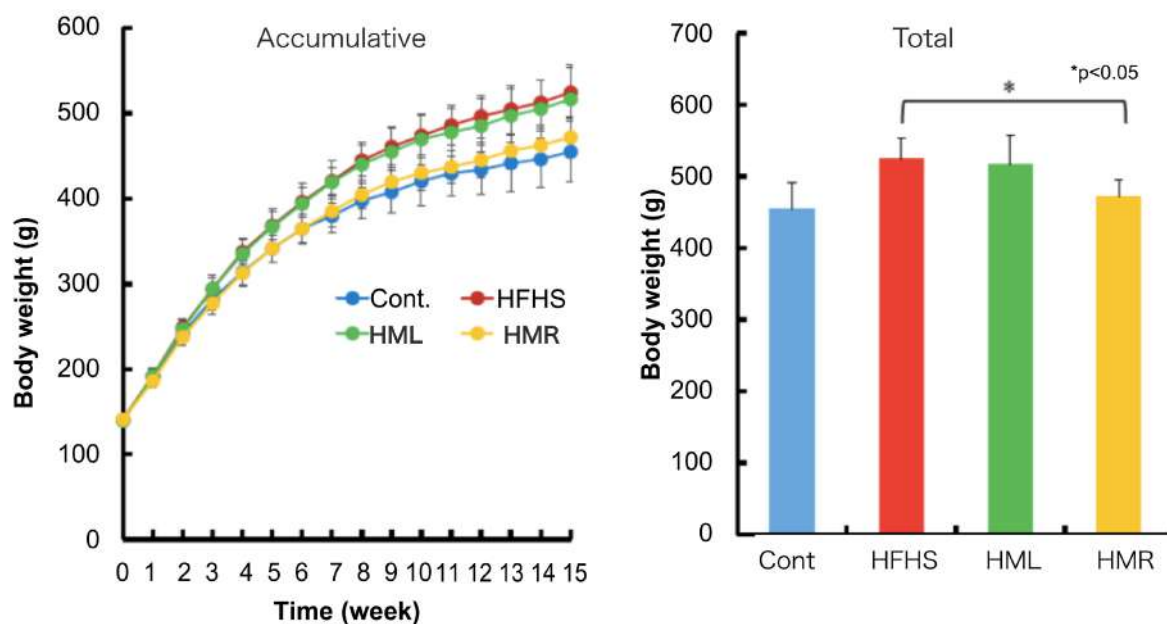 Accumulative
600
500
400
300
200
100
0
Body weight (g)
Cont. HFHS
HML HMR
0 1 2 3 4 5 6 7 8 9 10 11 12 13 14 15
Time (week)
Total
*p<0.05
*
700
600
500
400
300
200
100
0
Body weight (g)
Cont HFHS HML HMR